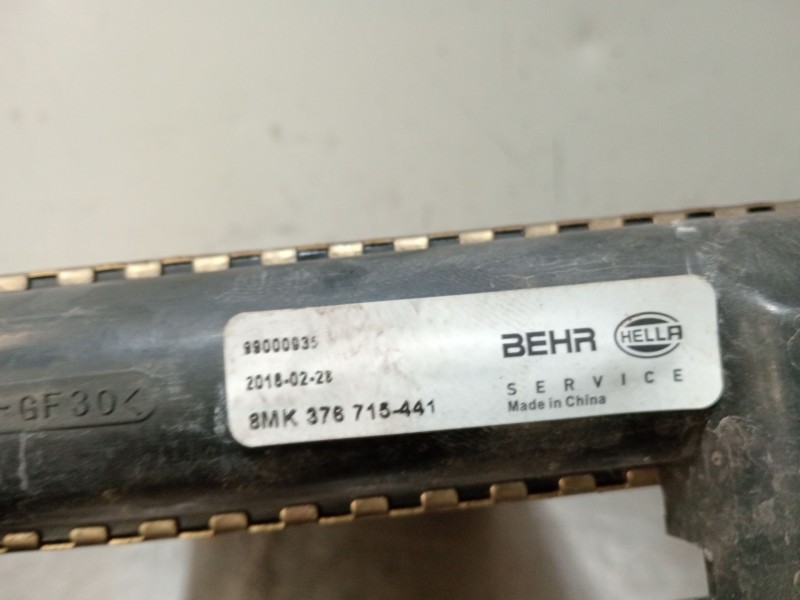 99000935
BEHR HELLA
2018-02-28
SERVICE
8MK 376 715-441
Made in China
-GF30<